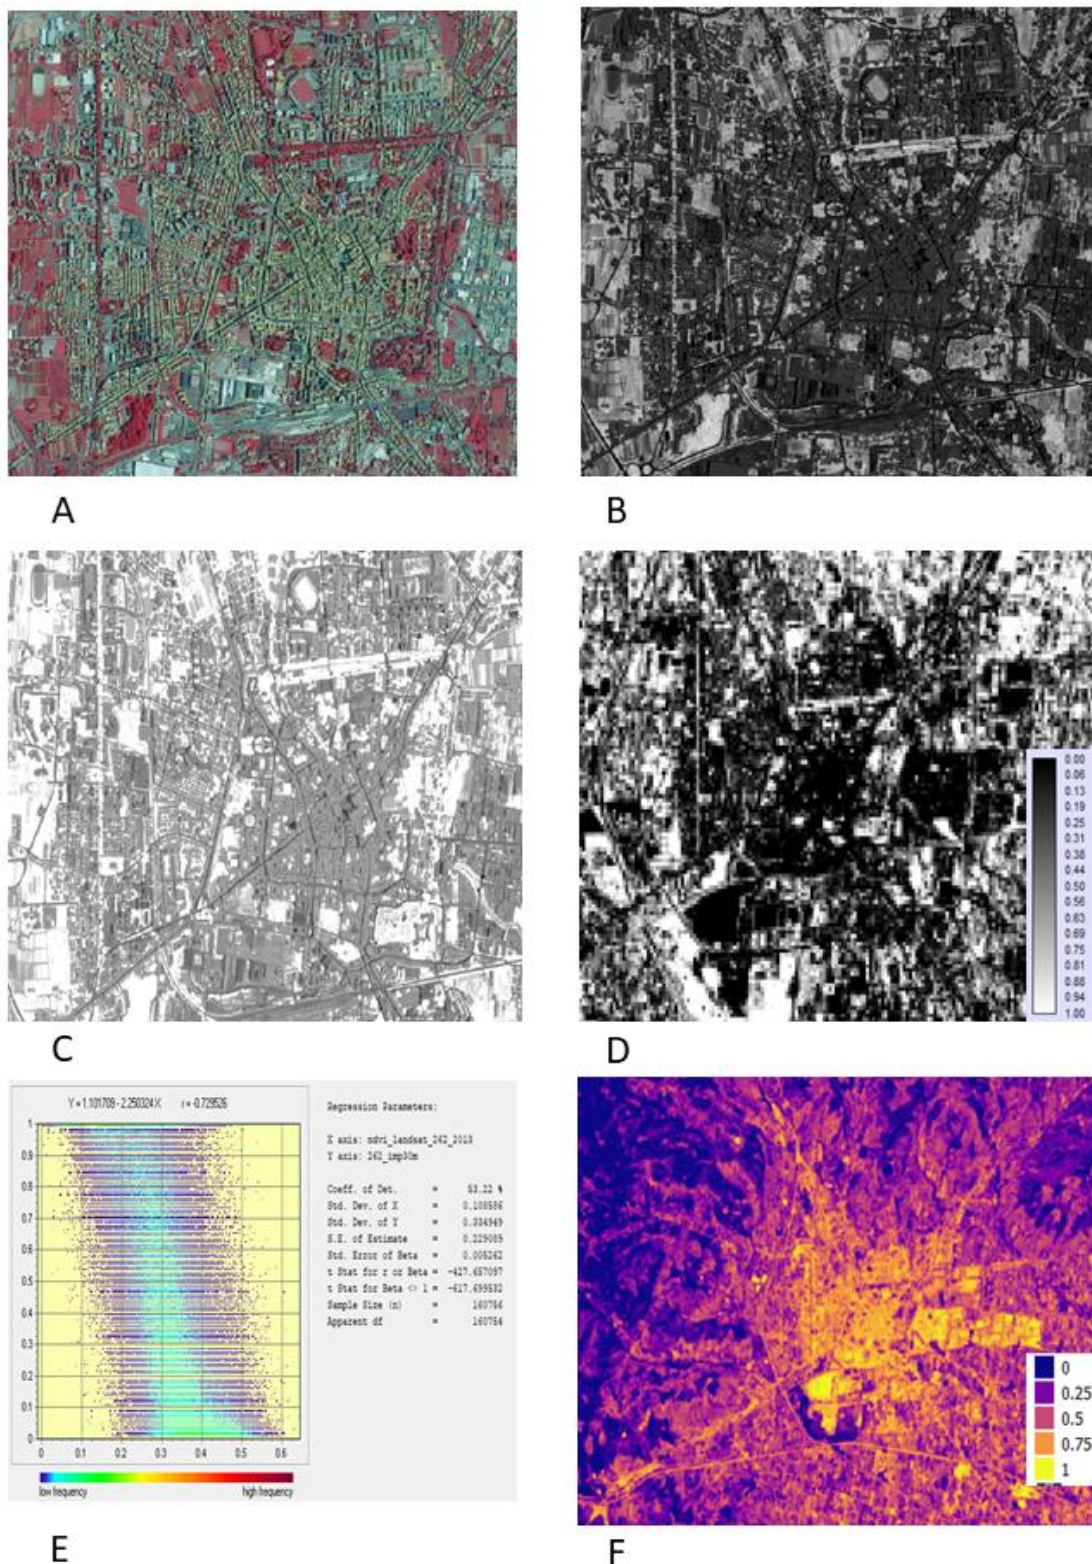 A
B
0.00
0.06
0.13
0.19
0.25
0.31
0.38
0.44
0.50
0.56
0.63
0.69
0.75
0.81
0.88
0.94
1.00
C
D
Y = 1.101709 - 2.250324 X r = -0.729526
1
0.9
0.8
0.7
0.6
0.5
0.4
0.3
0.2
0.1
0
0 0.1 0.2 0.3 0.4 0.5 0.6
low frequency high frequency
Regression Parameters:
X axis: ndvi_landsat_262_2013
Y axis: 262_imp30m
Coeff. of Det. = 53.22 %
Std. Dev. of X = 0.108586
Std. Dev. of Y = 0.334949
S.E. of Estimate = 0.229089
Std. Error of Beta = 0.005262
t Stat for r or Beta = -427.657097
t Stat for Beta <> 1 = -617.699532
Sample Size (n) = 160756
Apparent df = 160754
0
0.25
0.5
0.75
1
E
F